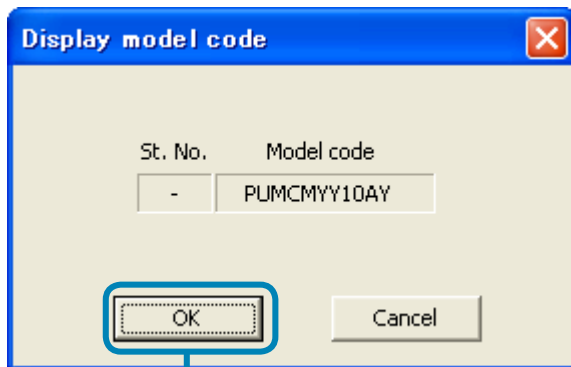 Display model code
St. No. Model code
- PUMCMYY10AY
OK Cancel